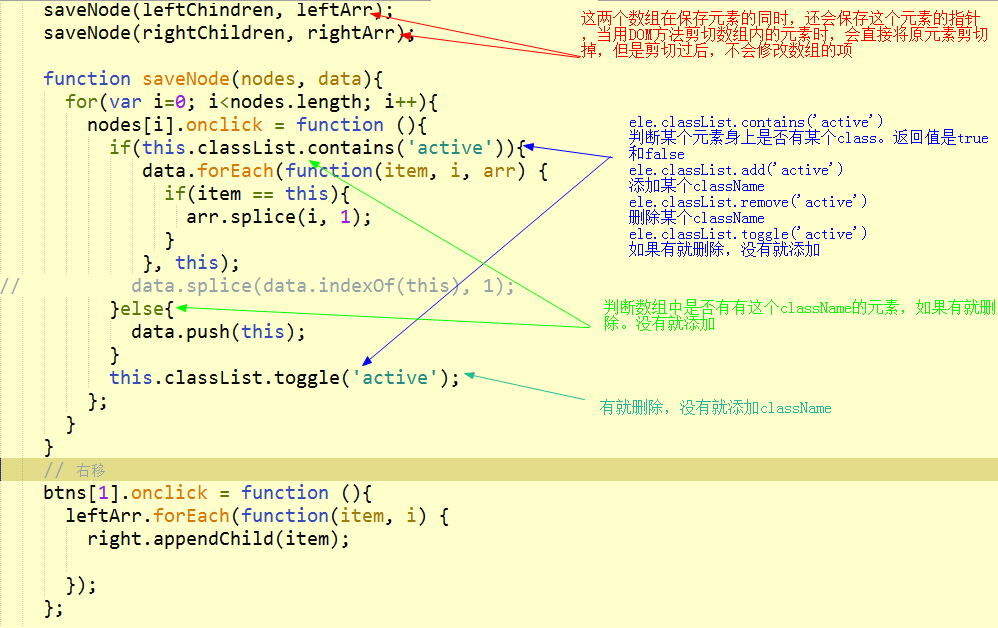 saveNode(leftChindren, leftArr);
saveNode(rightChildren, rightArr);
这两个数组在保存元素的同时，还会保存这个元素的指针
，当用DOM方法剪切数组内的元素时，会直接将原元素剪切
掉，但是剪切过后，不会修改数组的项
function saveNode(nodes, data){
for(var i=0; i<nodes.length; i++){
nodes[i].onclick = function (){
if(this.classList.contains('active')){
data.forEach(function(item, i, arr) {
if(item == this){
arr.splice(i, 1);
}
}, this);
// data.splice(data.indexOf(this), 1);
}else{
data.push(this);
}
this.classList.toggle('active');
};
}
}
ele.classList.contains('active')
判断某个元素身上是否有某个class。返回值是true
和false
ele.classList.add('active')
添加某个className
ele.classList.remove('active')
删除某个className
ele.classList.toggle('active')
如果有就删除，没有就添加
判断数组中是否有有这个className的元素，如果有就删
除。没有就添加
有就删除，没有就添加className
// 右移
btns[1].onclick = function (){
leftArr.forEach(function(item, i) {
right.appendChild(item);
});
};